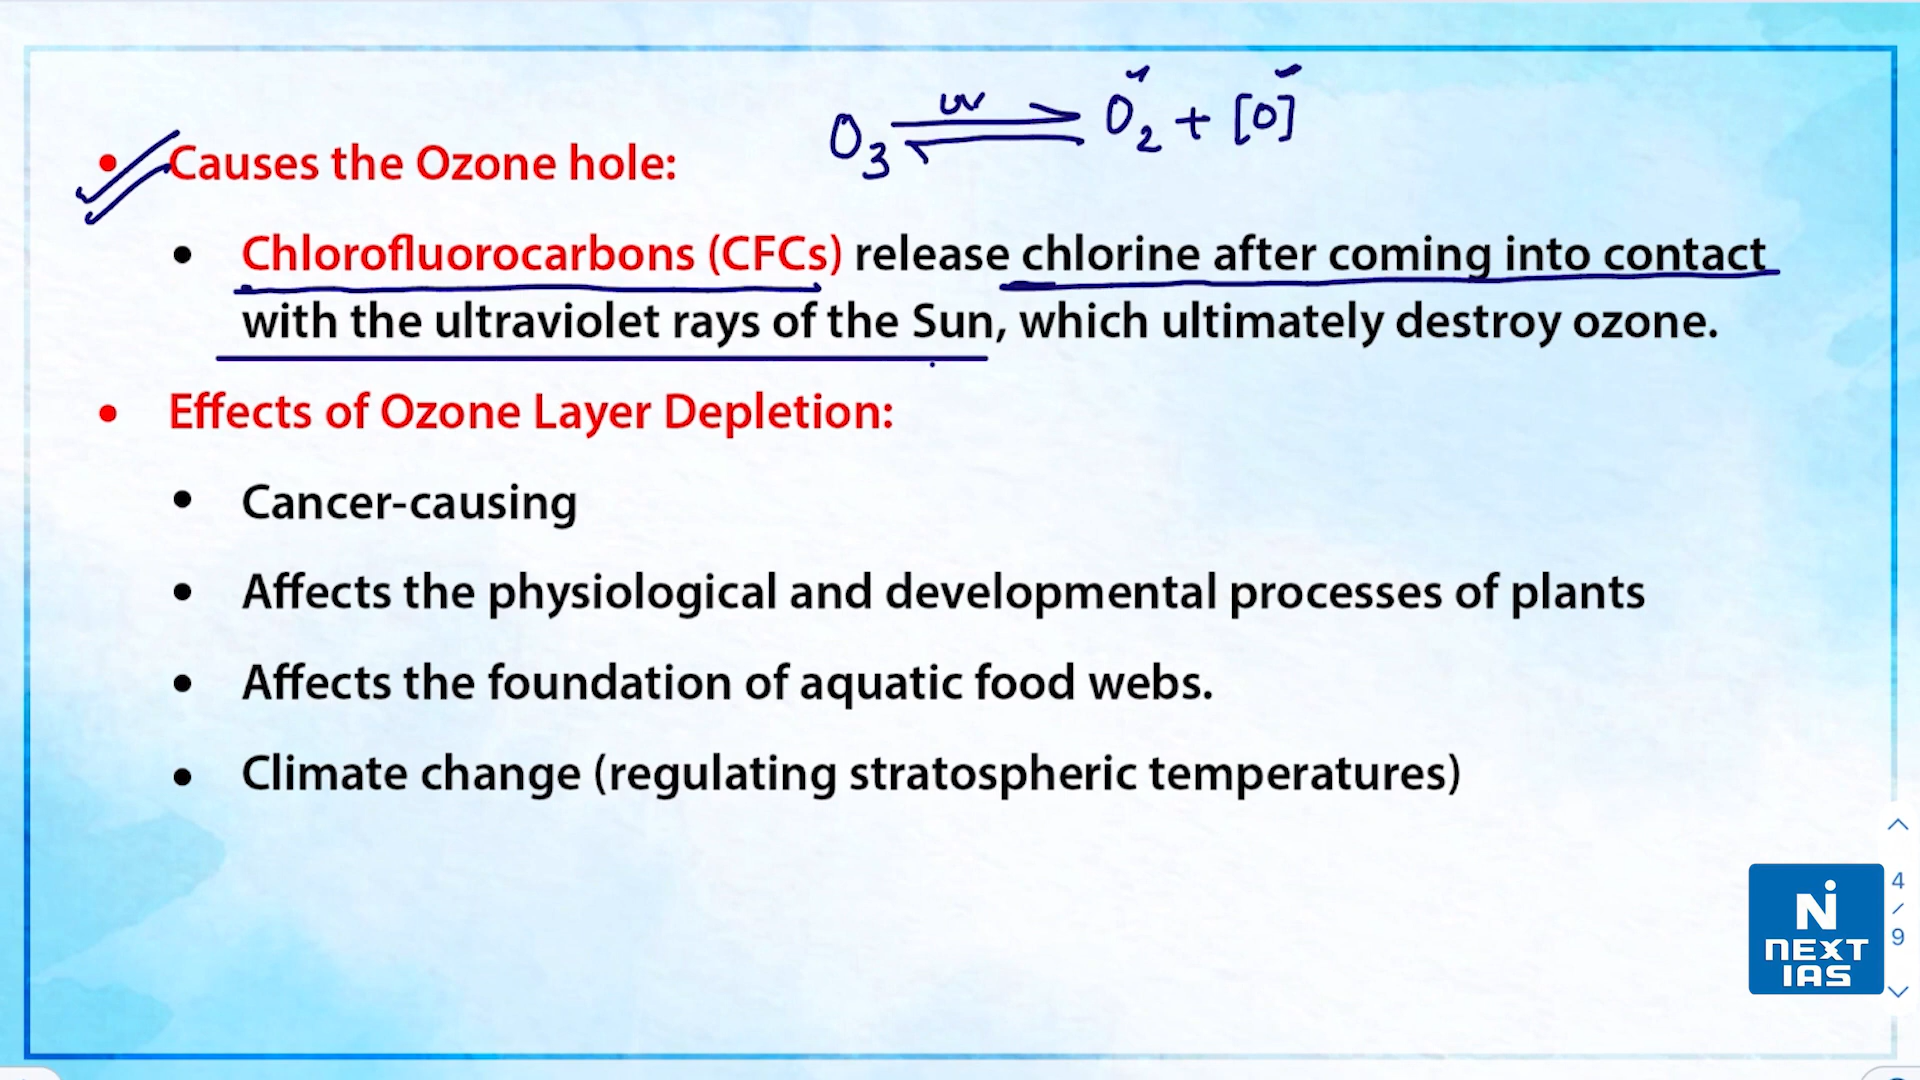 O₃ ⇌ uv O₂ + [O]
• Causes the Ozone hole:
• Chlorofluorocarbons (CFCs) release chlorine after coming into contact
with the ultraviolet rays of the Sun, which ultimately destroy ozone.
• Effects of Ozone Layer Depletion:
• Cancer-causing
• Affects the physiological and developmental processes of plants
• Affects the foundation of aquatic food webs.
• Climate change (regulating stratospheric temperatures)
4
/
9
N
NEXT
IAS